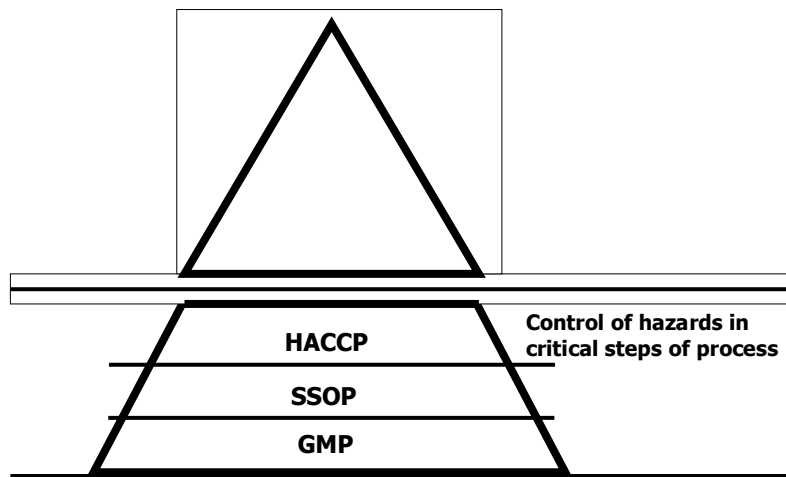 HACCP
Control of hazards in
critical steps of process
SSOP
GMP